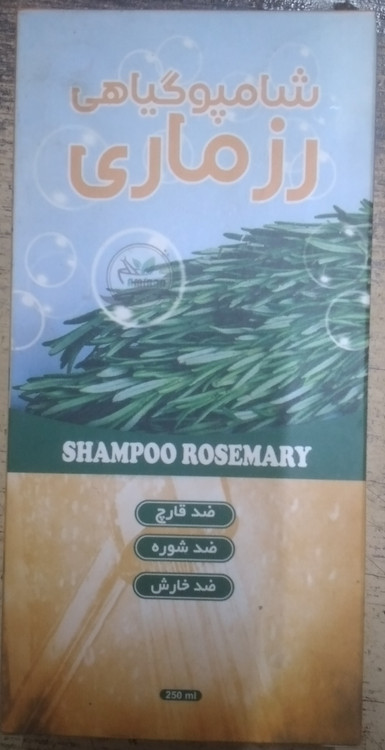 شامپو گیاهی
رزماری
SHAMPOO ROSEMARY
ضد قارچ
ضد شوره
ضد خارش
250 ml